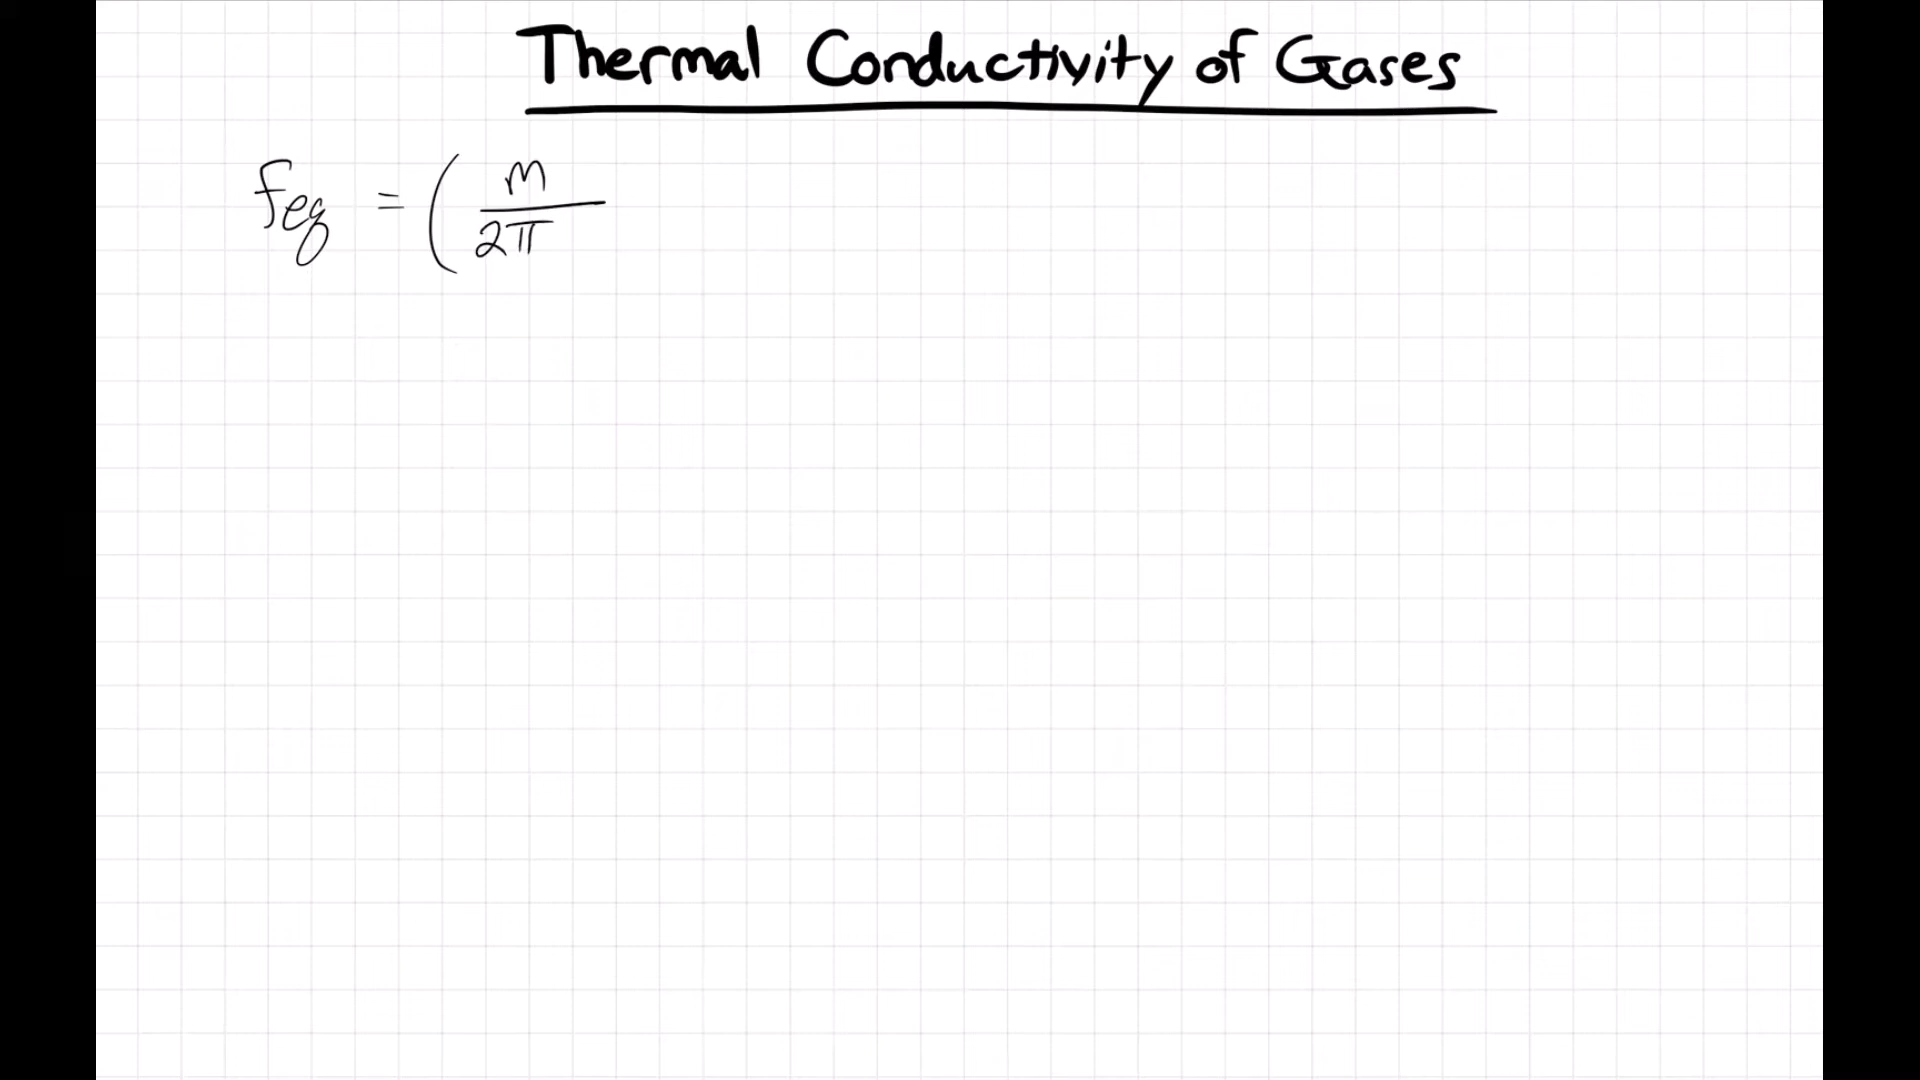 Thermal Conductivity of Gases
feq = ( m / 2π